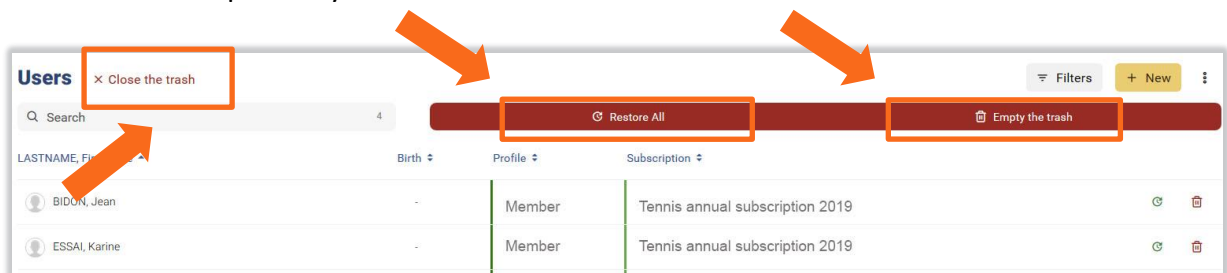 Users × Close the trash Filters + New
Search 4 Restore All Empty the trash
LASTNAME, Birth Profile Subscription
BIDON, Jean - Member Tennis annual subscription 2019
ESSAI, Karine - Member Tennis annual subscription 2019